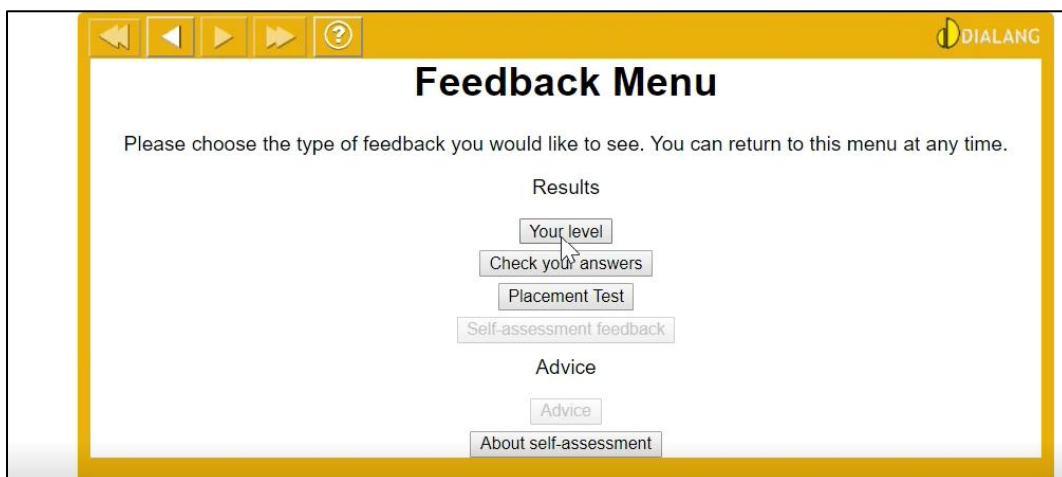 DIALANG
Feedback Menu
Please choose the type of feedback you would like to see. You can return to this menu at any time.
Results
Your level
Check your answers
Placement Test
Self-assessment feedback
Advice
Advice
About self-assessment